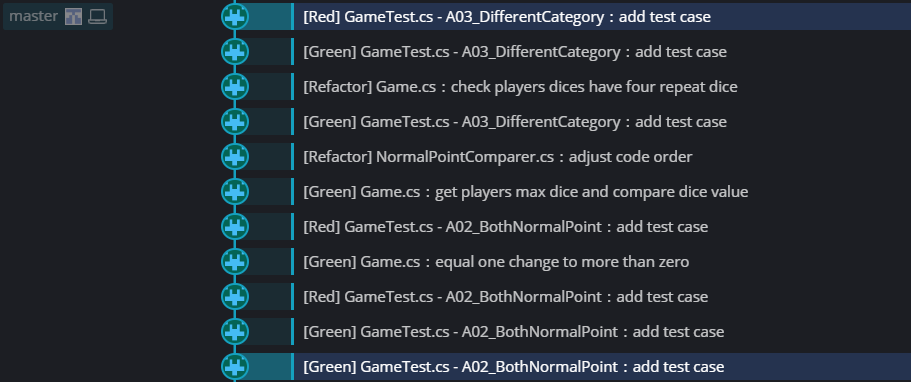 master
[Red] GameTest.cs - A03_DifferentCategory : add test case
[Green] GameTest.cs - A03_DifferentCategory : add test case
[Refactor] Game.cs : check players dices have four repeat dice
[Green] GameTest.cs - A03_DifferentCategory : add test case
[Refactor] NormalPointComparer.cs : adjust code order
[Green] Game.cs : get players max dice and compare dice value
[Red] GameTest.cs - A02_BothNormalPoint : add test case
[Green] Game.cs : equal one change to more than zero
[Red] GameTest.cs - A02_BothNormalPoint : add test case
[Green] GameTest.cs - A02_BothNormalPoint : add test case
[Green] GameTest.cs - A02_BothNormalPoint : add test case